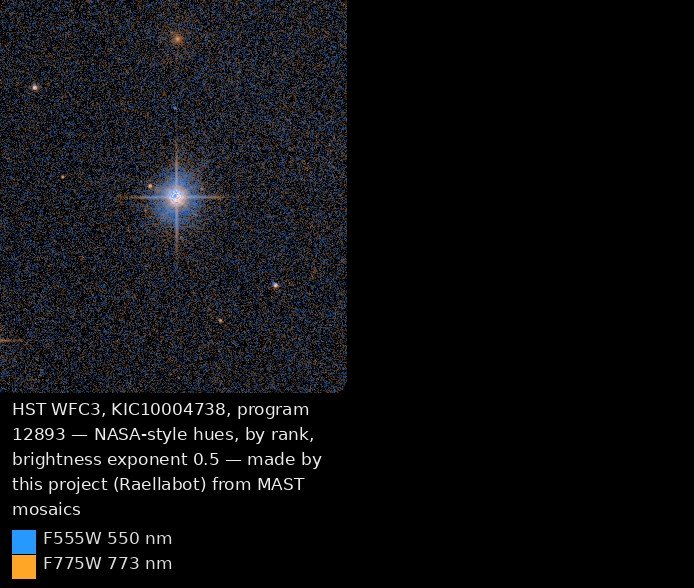 HST WFC3, KIC10004738, program
12893 — NASA-style hues, by rank,
brightness exponent 0.5 — made by
this project (Raellabot) from MAST
mosaics
F555W 550 nm
F775W 773 nm